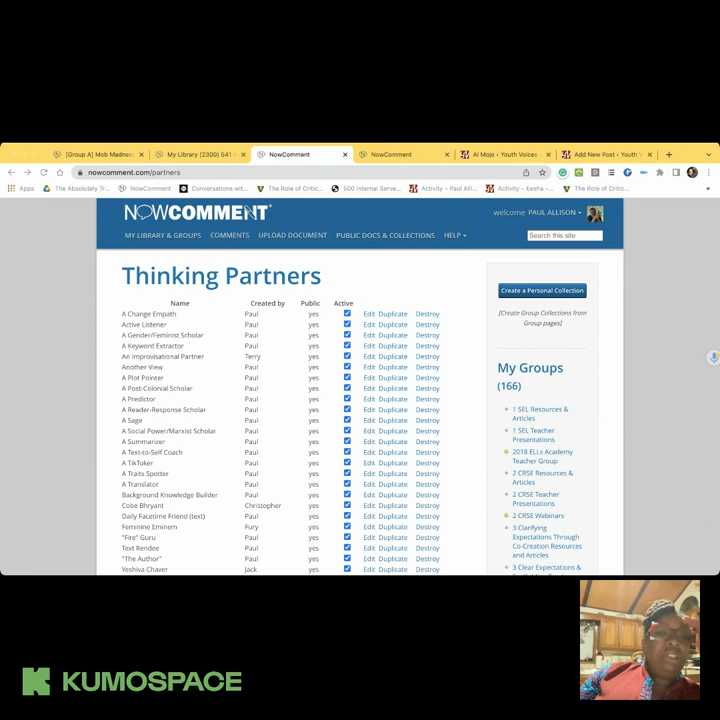 [Group A] Mob Madnes
My Library (2300) 541
NowComment
NowComment
AI Mojo ‹ Youth Voices
Add New Post ‹ Youth
nowcomment.com/partners
Apps
The Absolutely Tr...
NowComment
Conversations wit...
The Role of Critic...
500 Internal Serve...
Activity – Paul Alli...
Activity – Eesha –...
The Role of Critic...
NOWCOMMENT®
welcome PAUL ALLISON
MY LIBRARY & GROUPS COMMENTS UPLOAD DOCUMENT PUBLIC DOCS & COLLECTIONS HELP
Search this site
Thinking Partners
Name Created by Public Active
A Change Empath Paul yes Edit Duplicate Destroy
Active Listener Paul yes Edit Duplicate Destroy
A Gender/Feminist Scholar Paul yes Edit Duplicate Destroy
A Keyword Extractor Paul yes Edit Duplicate Destroy
An Improvisational Partner Terry yes Edit Duplicate Destroy
Another View Paul yes Edit Duplicate Destroy
A Plot Pointer Paul yes Edit Duplicate Destroy
A Post-Colonial Scholar Paul yes Edit Duplicate Destroy
A Predictor Paul yes Edit Duplicate Destroy
A Reader-Response Scholar Paul yes Edit Duplicate Destroy
A Sage Paul yes Edit Duplicate Destroy
A Social Power/Marxist Scholar Paul yes Edit Duplicate Destroy
A Summarizer Paul yes Edit Duplicate Destroy
A Text-to-Self Coach Paul yes Edit Duplicate Destroy
A TikToker Paul yes Edit Duplicate Destroy
A Traits Spotter Paul yes Edit Duplicate Destroy
A Translator Paul yes Edit Duplicate Destroy
Background Knowledge Builder Paul yes Edit Duplicate Destroy
Cobe Bhryant Christopher yes Edit Duplicate Destroy
Daily Facetime Friend (text) Paul yes Edit Duplicate Destroy
Feminine Eminem Fury yes Edit Duplicate Destroy
"Fire" Guru Paul yes Edit Duplicate Destroy
Text Rendee Paul yes Edit Duplicate Destroy
"The Author" Paul yes Edit Duplicate Destroy
Yeshiva Chaver Jack yes Edit Duplicate Destroy
Create a Personal Collection
[Create Group Collections from
Group pages]
My Groups
(166)
1 SEL Resources &
Articles
1 SEL Teacher
Presentations
2018 ELLs Academy
Teacher Group
2 CRSE Resources &
Articles
2 CRSE Teacher
Presentations
2 CRSE Webinars
3 Clarifying
Expectations Through
Co-Creation Resources
and Articles
3 Clear Expectations &
KUMOSPACE